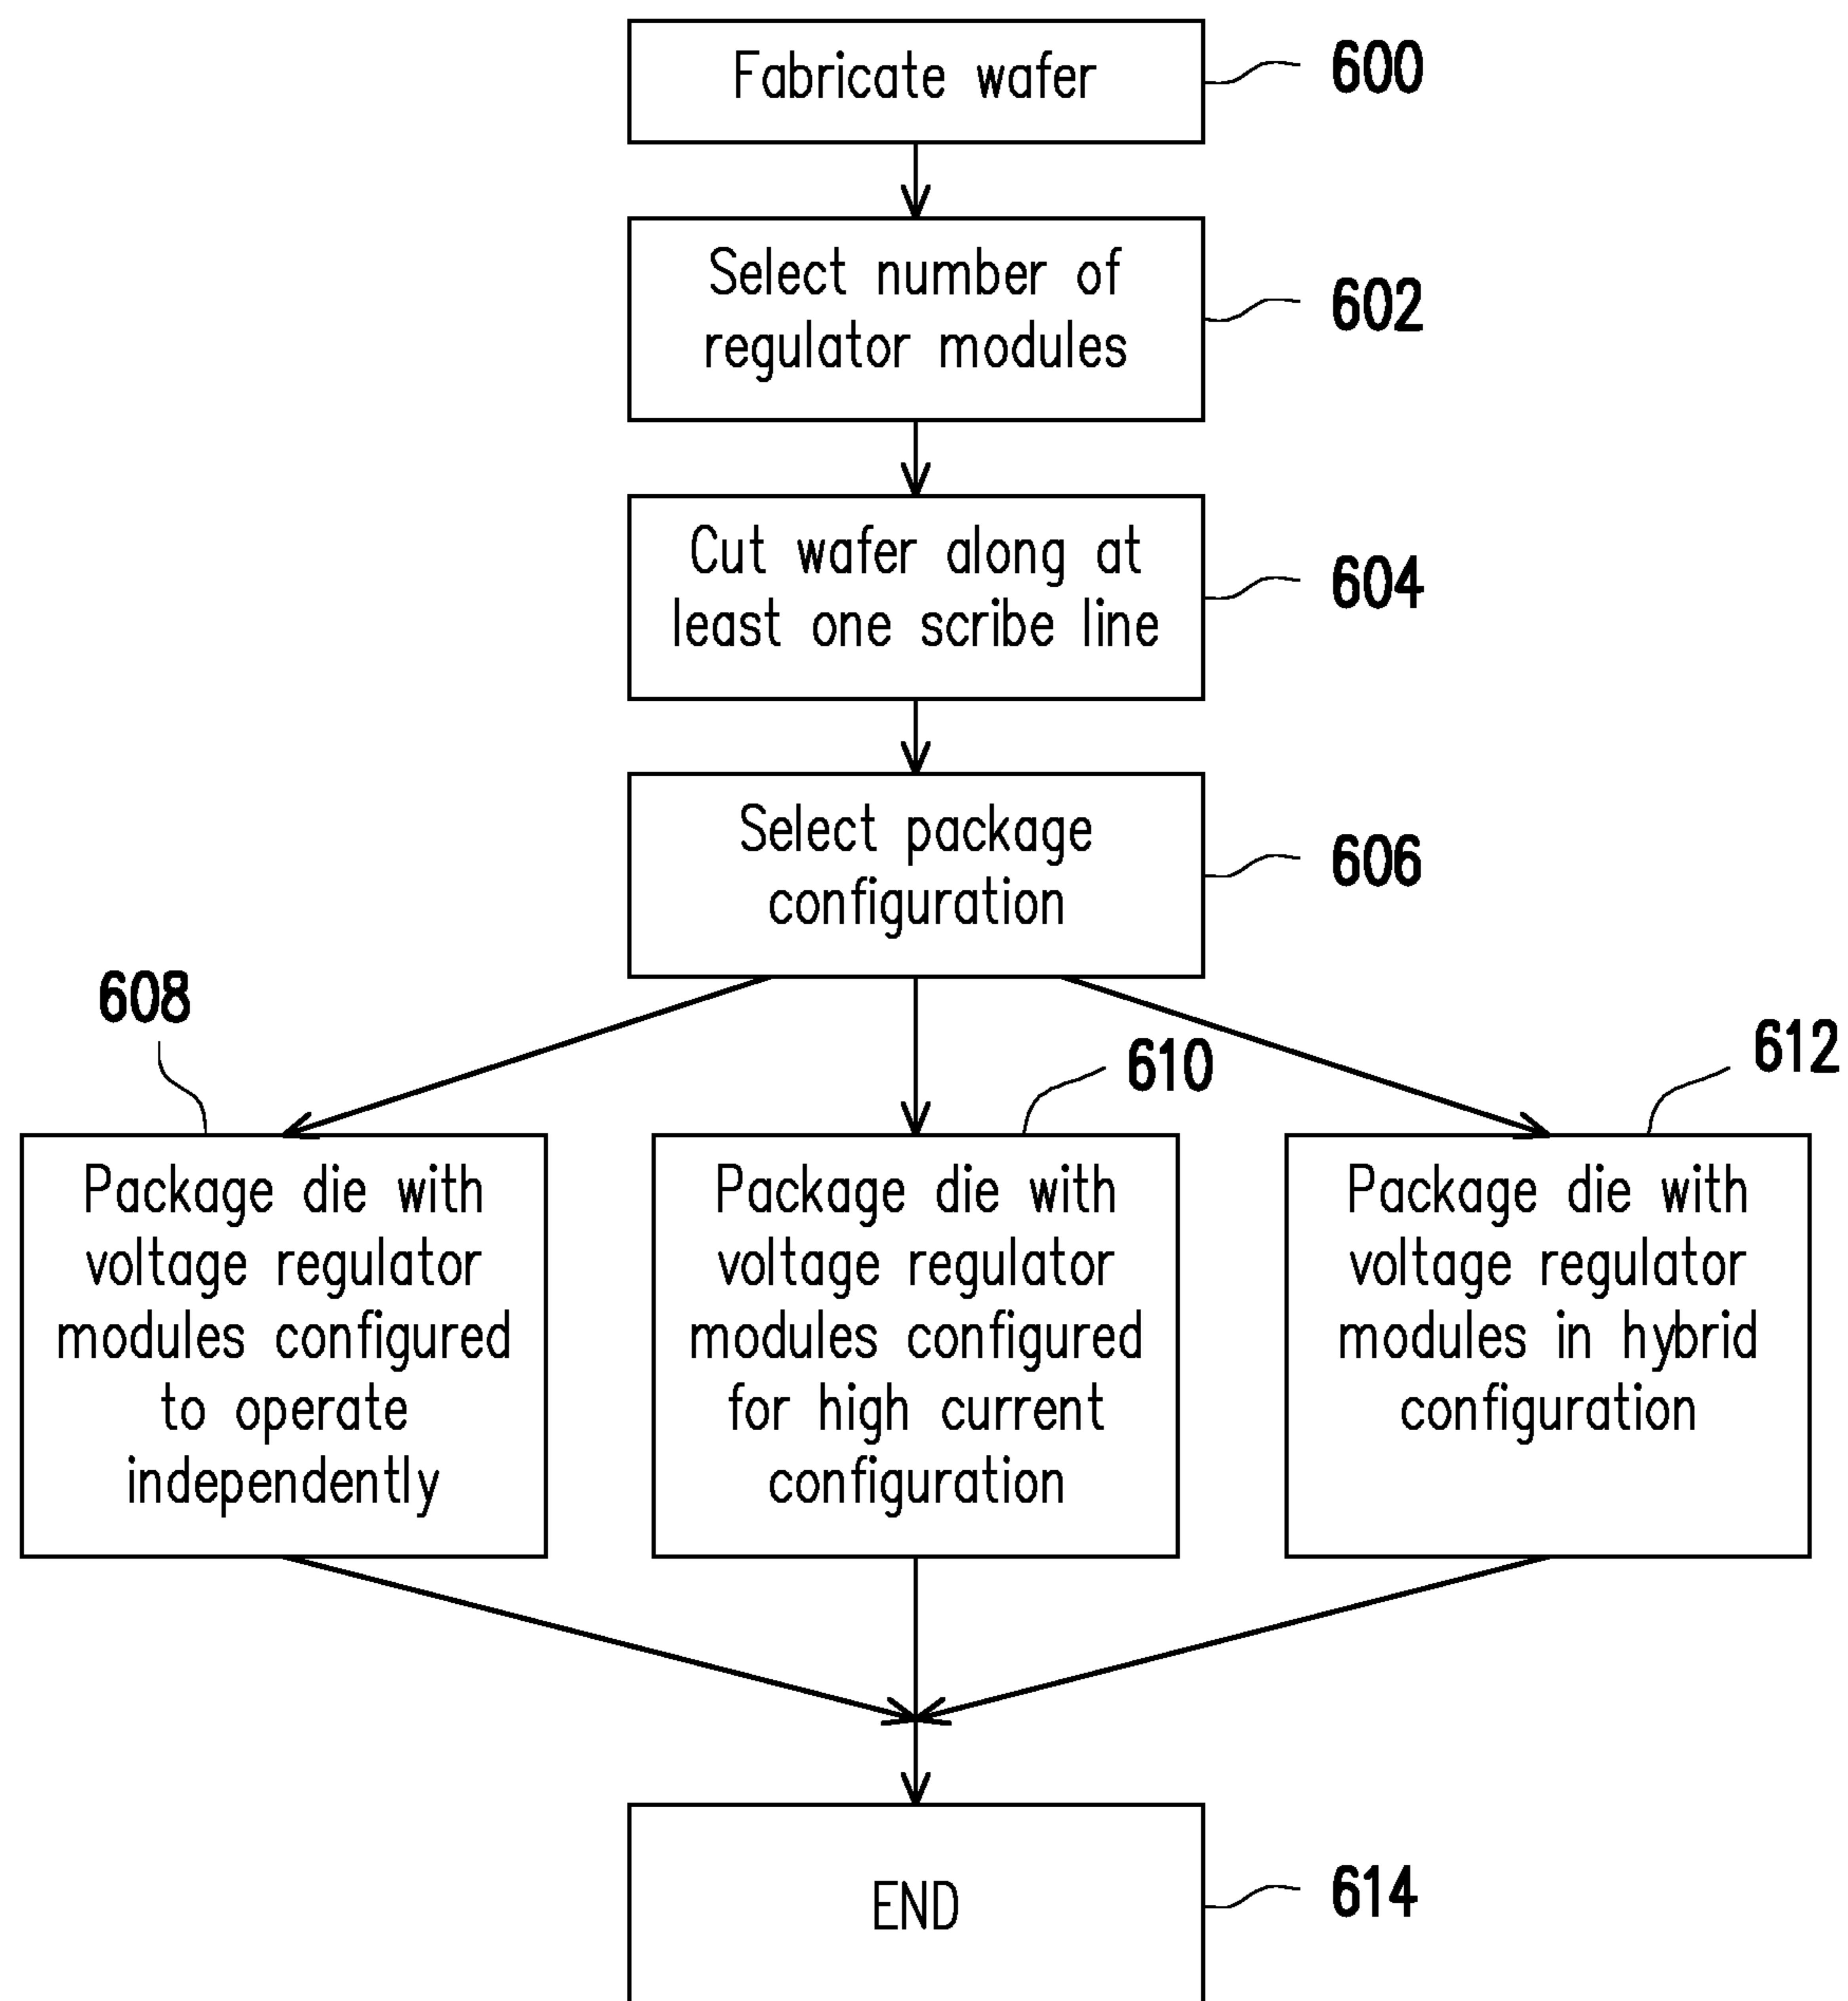 Fabricate wafer
600
Select number of
regulator modules
602
Cut wafer along at
least one scribe line
604
Select package
configuration
606
608
Package die with
voltage regulator
modules configured
to operate
independently
610
Package die with
voltage regulator
modules configured
for high current
configuration
612
Package die with
voltage regulator
modules in hybrid
configuration
END
614